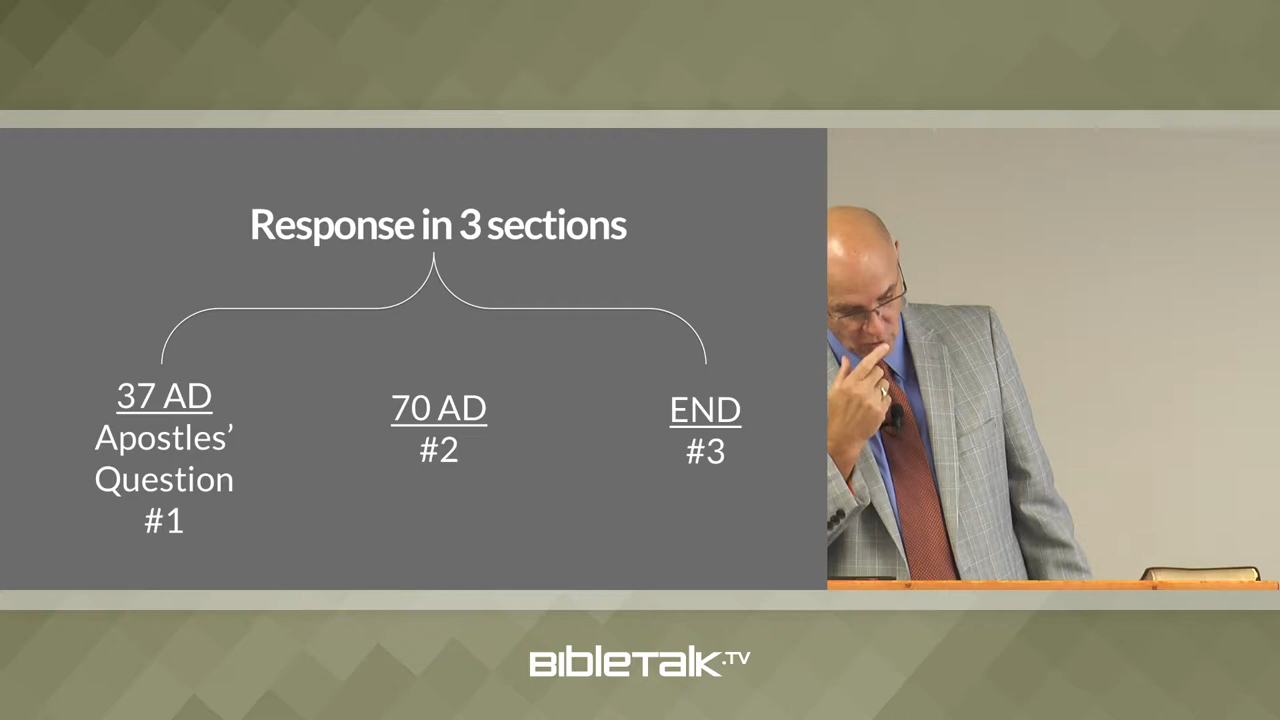 Response in 3 sections
37 AD
Apostles’
Question
#1
70 AD
#2
END
#3
BibleTalk.TV